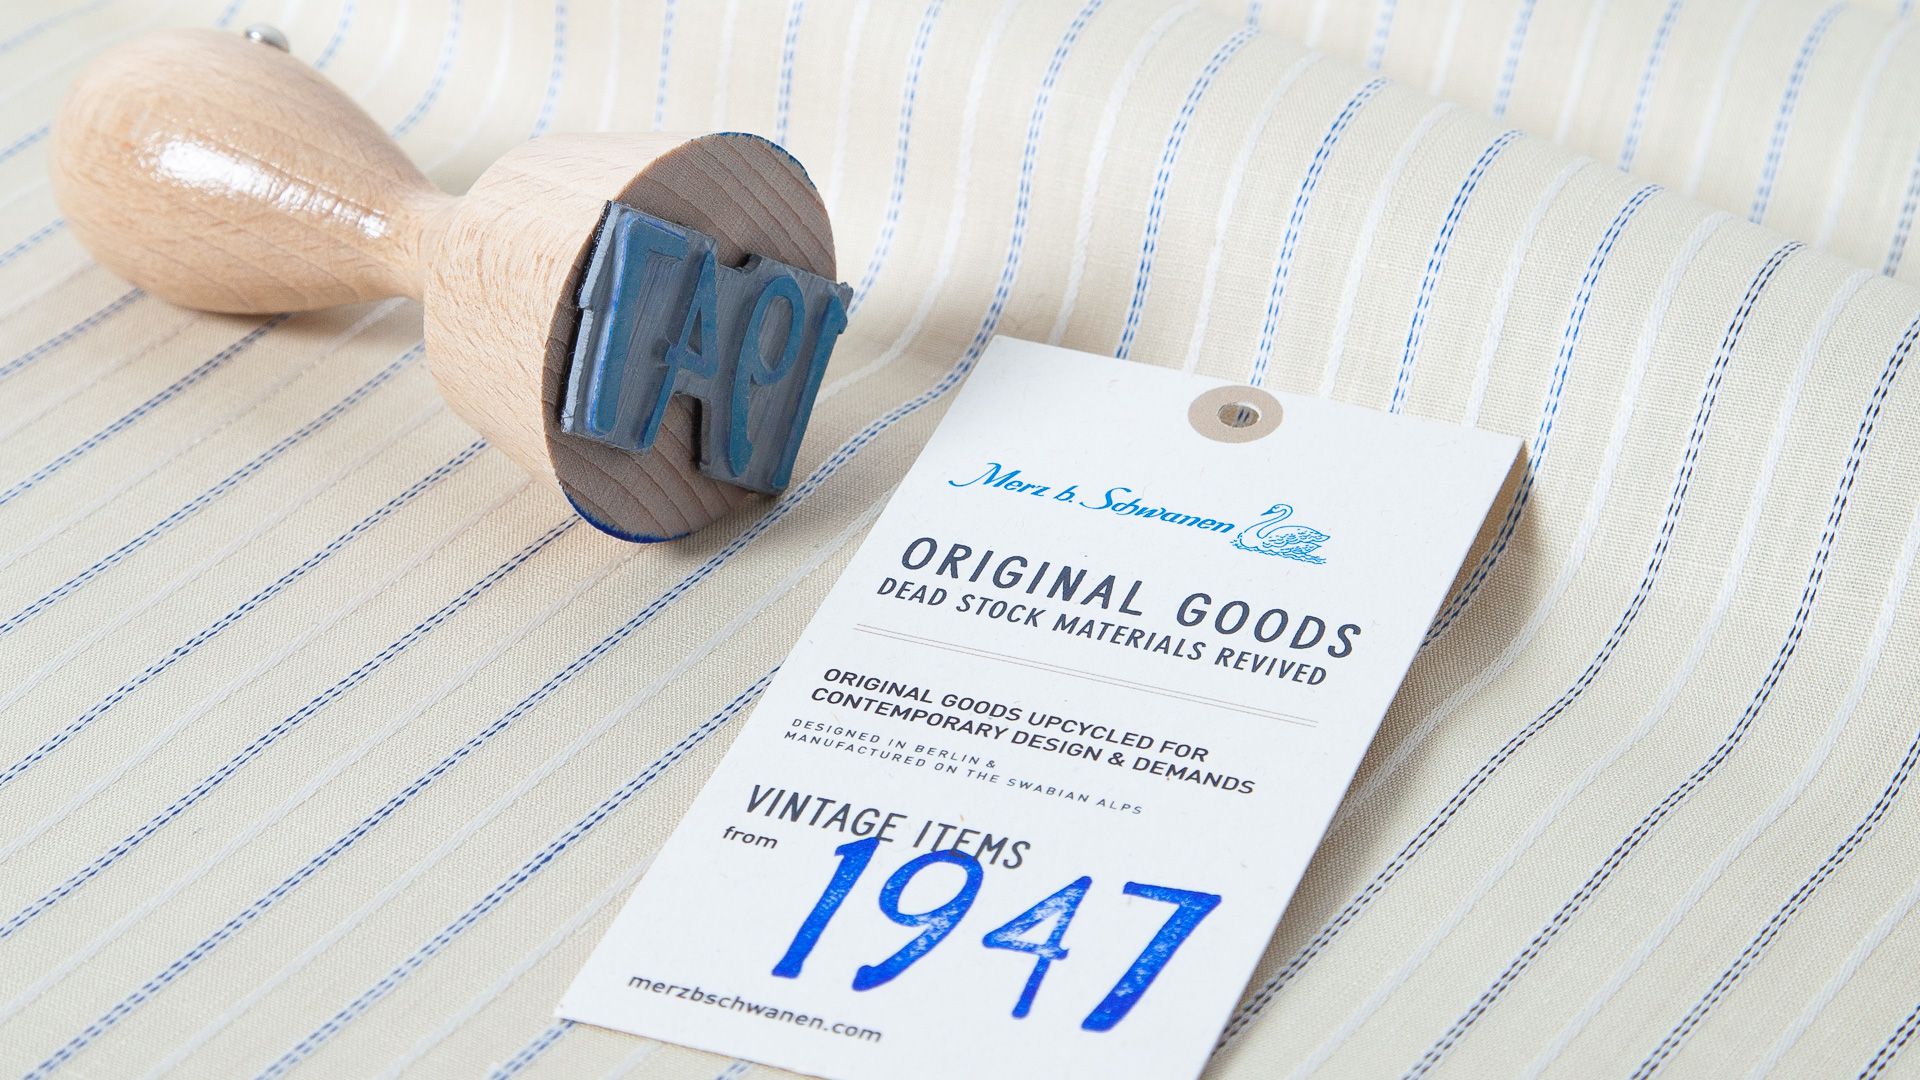 Merz b. Schwanen
ORIGINAL GOODS
DEAD STOCK MATERIALS REVIVED
ORIGINAL GOODS UPCYCLED FOR
CONTEMPORARY DESIGN & DEMANDS
DESIGNED IN BERLIN &
MANUFACTURED ON THE SWABIAN ALPS
VINTAGE ITEMS
from
1947
merzbschwanen.com
1947